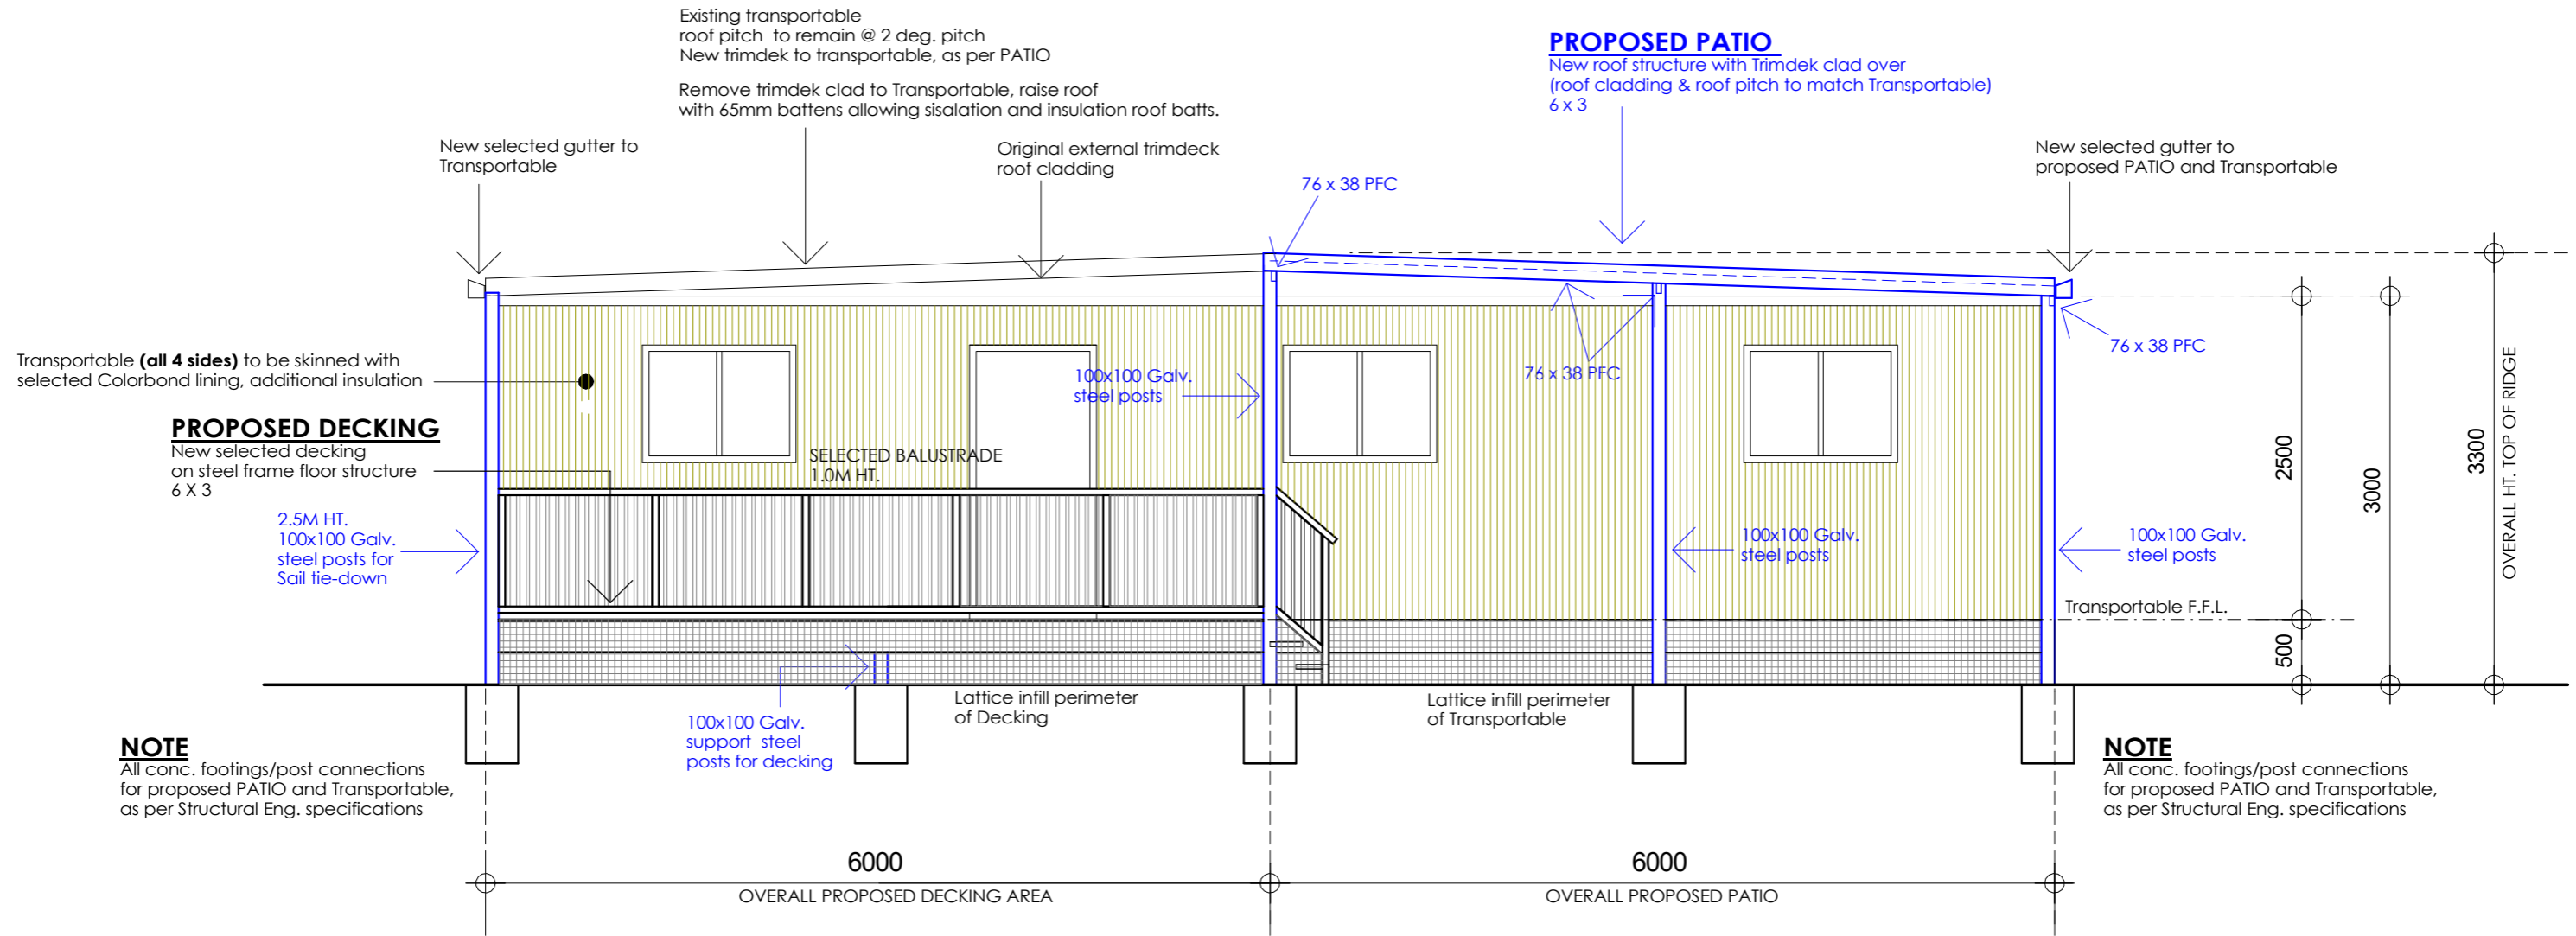 Existing transportable
roof pitch to remain @ 2 deg. pitch
New trimdek to transportable, as per PATIO
Remove trimdek clad to Transportable, raise roof
with 65mm battens allowing sisalation and insulation roof batts.
PROPOSED PATIO
New roof structure with Trimdek clad over
(roof cladding & roof pitch to match Transportable)
6 x 3
New selected gutter to
Transportable
Original external trimdeck
roof cladding
76 x 38 PFC
New selected gutter to
proposed PATIO and Transportable
Transportable (all 4 sides) to be skinned with
selected Colorbond lining, additional insulation
100x100 Galv.
steel posts
76 x 38 PFC
76 x 38 PFC
PROPOSED DECKING
New selected decking
on steel frame floor structure
6 X 3
SELECTED BALUSTRADE
1.0M HT.
2.5M HT.
100x100 Galv.
steel posts for
Sail tie-down
100x100 Galv.
steel posts
100x100 Galv.
steel posts
2500
3000
3300
OVERALL HT. TOP OF RIDGE
Transportable F.F.L.
500
Lattice infill perimeter
of Decking
Lattice infill perimeter
of Transportable
100x100 Galv.
support steel
posts for decking
NOTE
All conc. footings/post connections
for proposed PATIO and Transportable,
as per Structural Eng. specifications
NOTE
All conc. footings/post connections
for proposed PATIO and Transportable,
as per Structural Eng. specifications
6000
OVERALL PROPOSED DECKING AREA
6000
OVERALL PROPOSED PATIO